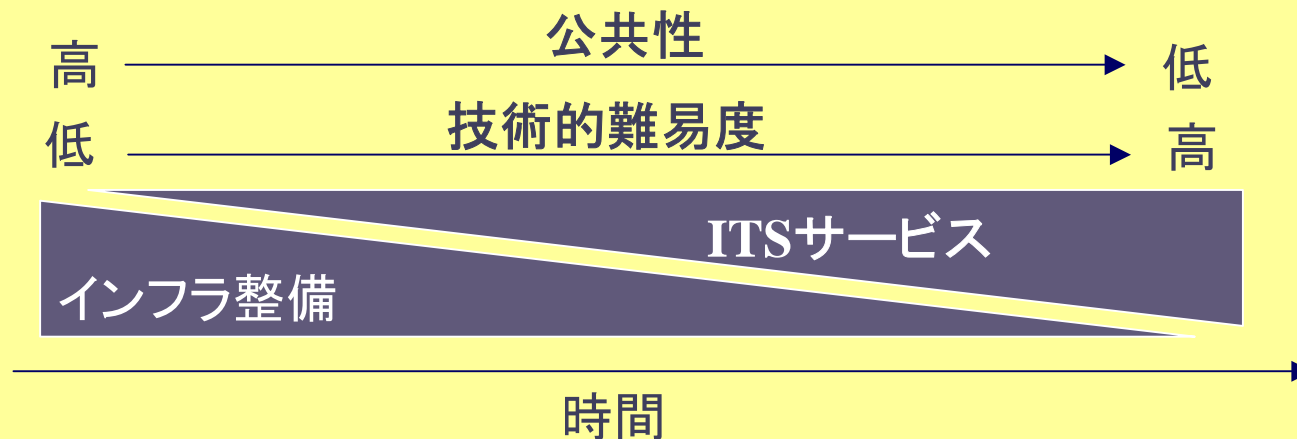 公共性
高
低
技術的難易度
低
高
ITSサービス
インフラ整備
時間